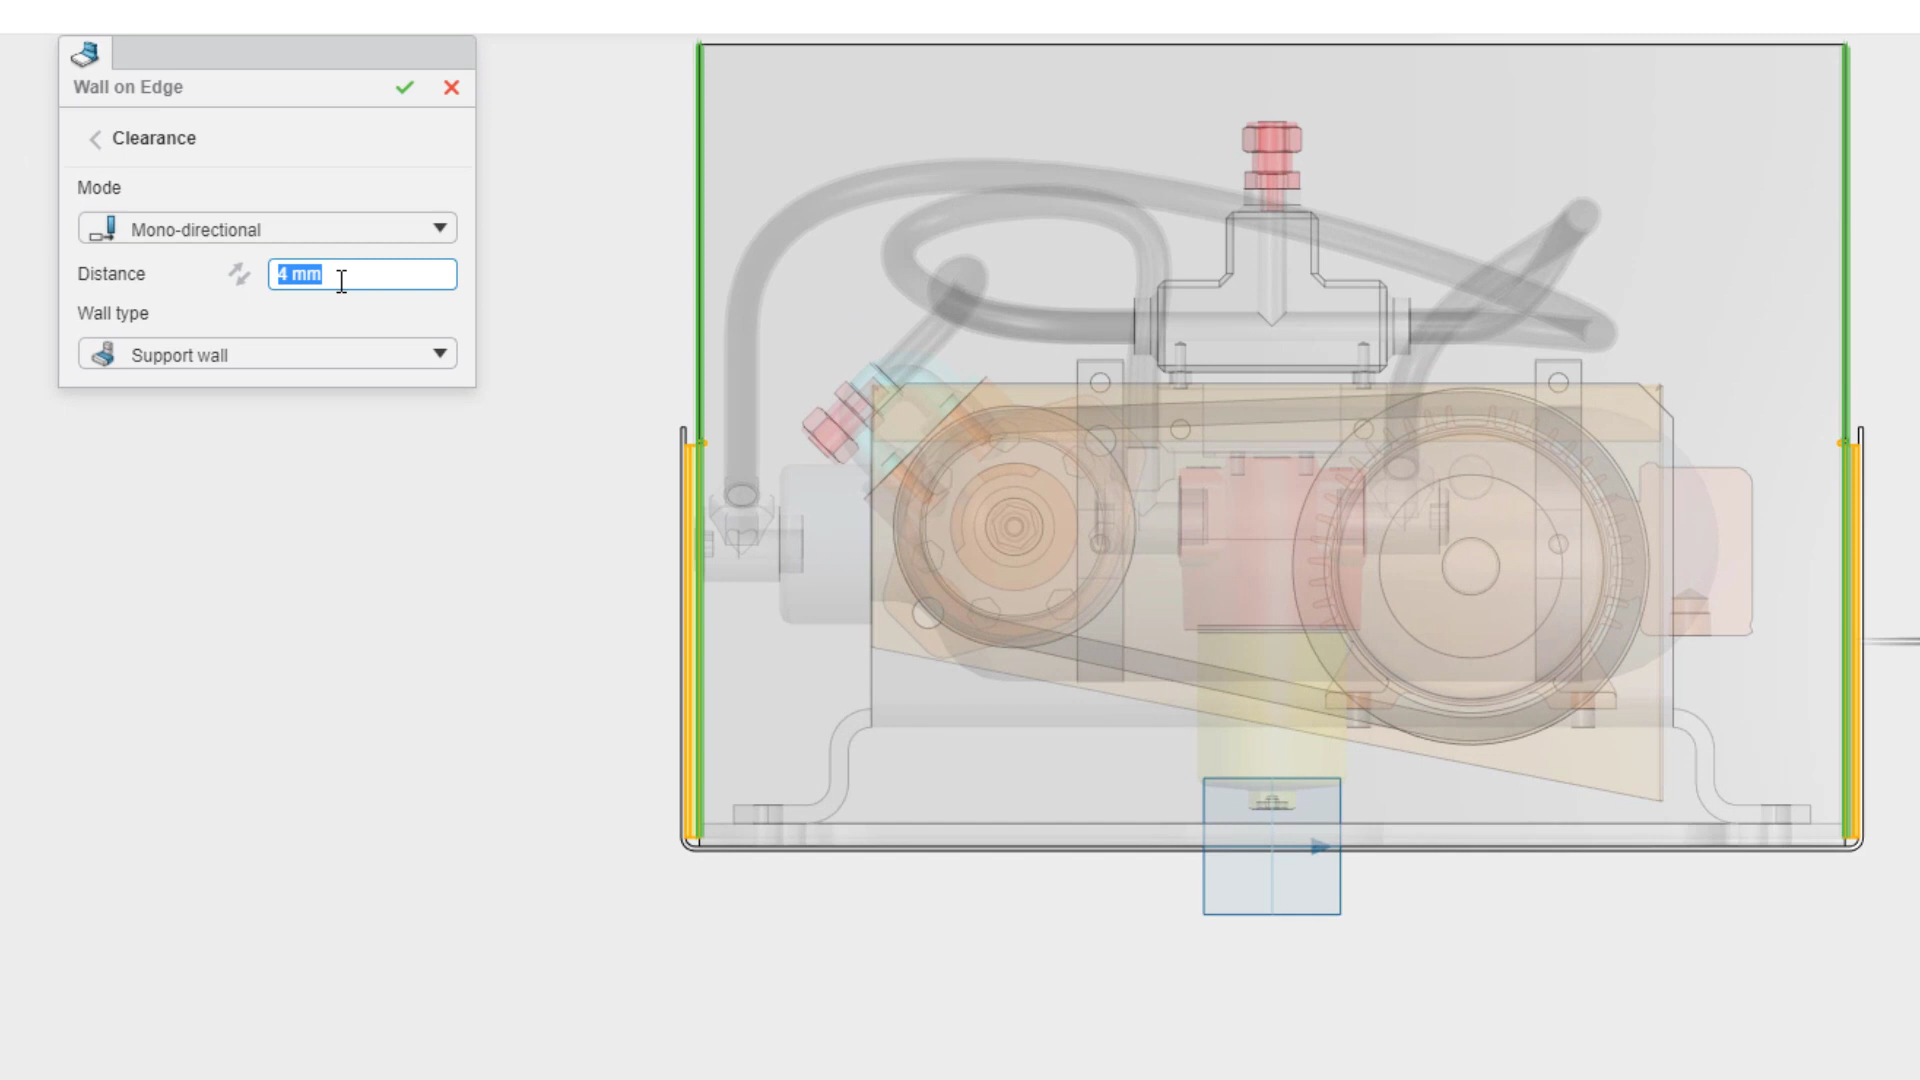 Wall on Edge
Clearance
Mode
Mono-directional
Distance
4 mm
Wall type
Support wall